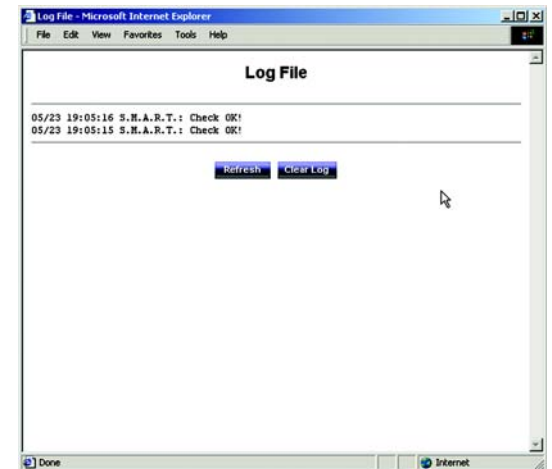 Log File - Microsoft Internet Explorer
File Edit View Favorites Tools Help
Log File
05/23 19:05:16 S.M.A.R.T.: Check OK!
05/23 19:05:15 S.M.A.R.T.: Check OK!
Refresh Clear Log
Done Internet